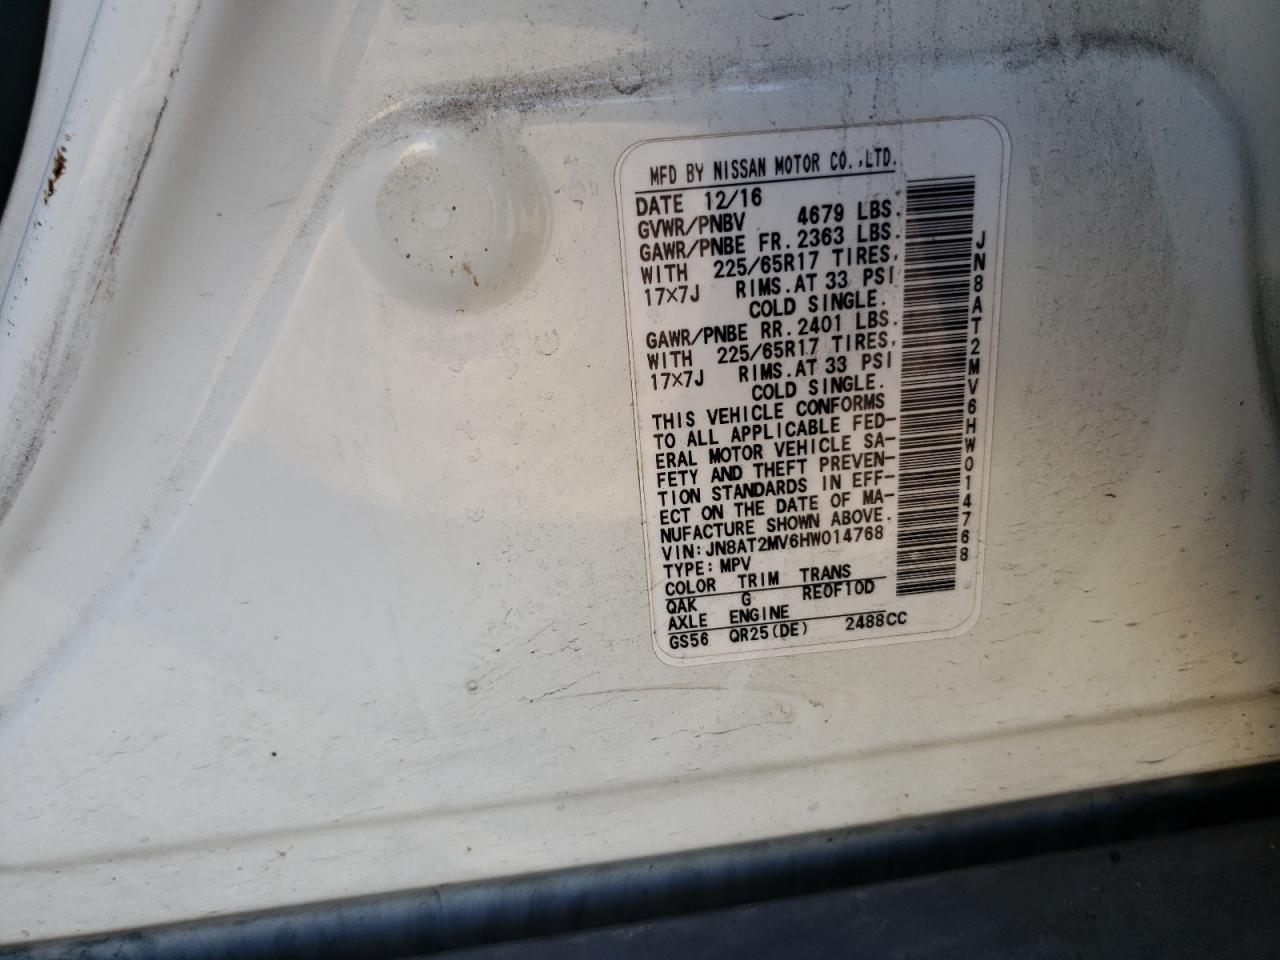 MFD BY NISSAN MOTOR CO.,LTD.
DATE 12/16
GVWR/PNBV 4679 LBS.
GAWR/PNBE FR. 2363 LBS.
WITH 225/65R17 TIRES,
17×7J RIMS.AT 33 PSI
COLD SINGLE.
GAWR/PNBE RR. 2401 LBS.
WITH 225/65R17 TIRES,
17×7J RIMS.AT 33 PSI
COLD SINGLE.
THIS VEHICLE CONFORMS
TO ALL APPLICABLE FED-
ERAL MOTOR VEHICLE SA-
FETY AND THEFT PREVEN-
TION STANDARDS IN EFF-
ECT ON THE DATE OF MA-
NUFACTURE SHOWN ABOVE.
VIN:JN8AT2MV6HW014768
TYPE:MPV
COLOR TRIM TRANS
QAK G RE0F10D
AXLE ENGINE
GS56 QR25(DE) 2488CC
JN8AT2MV6HW014768